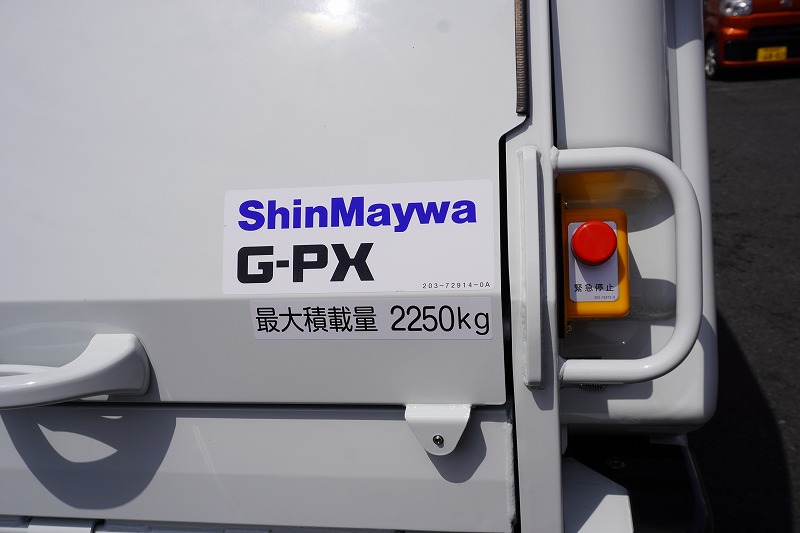 ShinMaywa
G-PX
203-72914-0A
最大積載量 2250kg
緊急停止